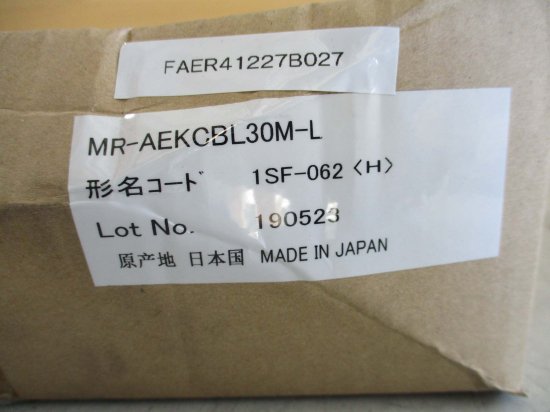 FAER41227B027
MR-AEKCBL30M-L
形名コード 1SF-062〈H〉
Lot No. 190523
原産地 日本国 MADE IN JAPAN